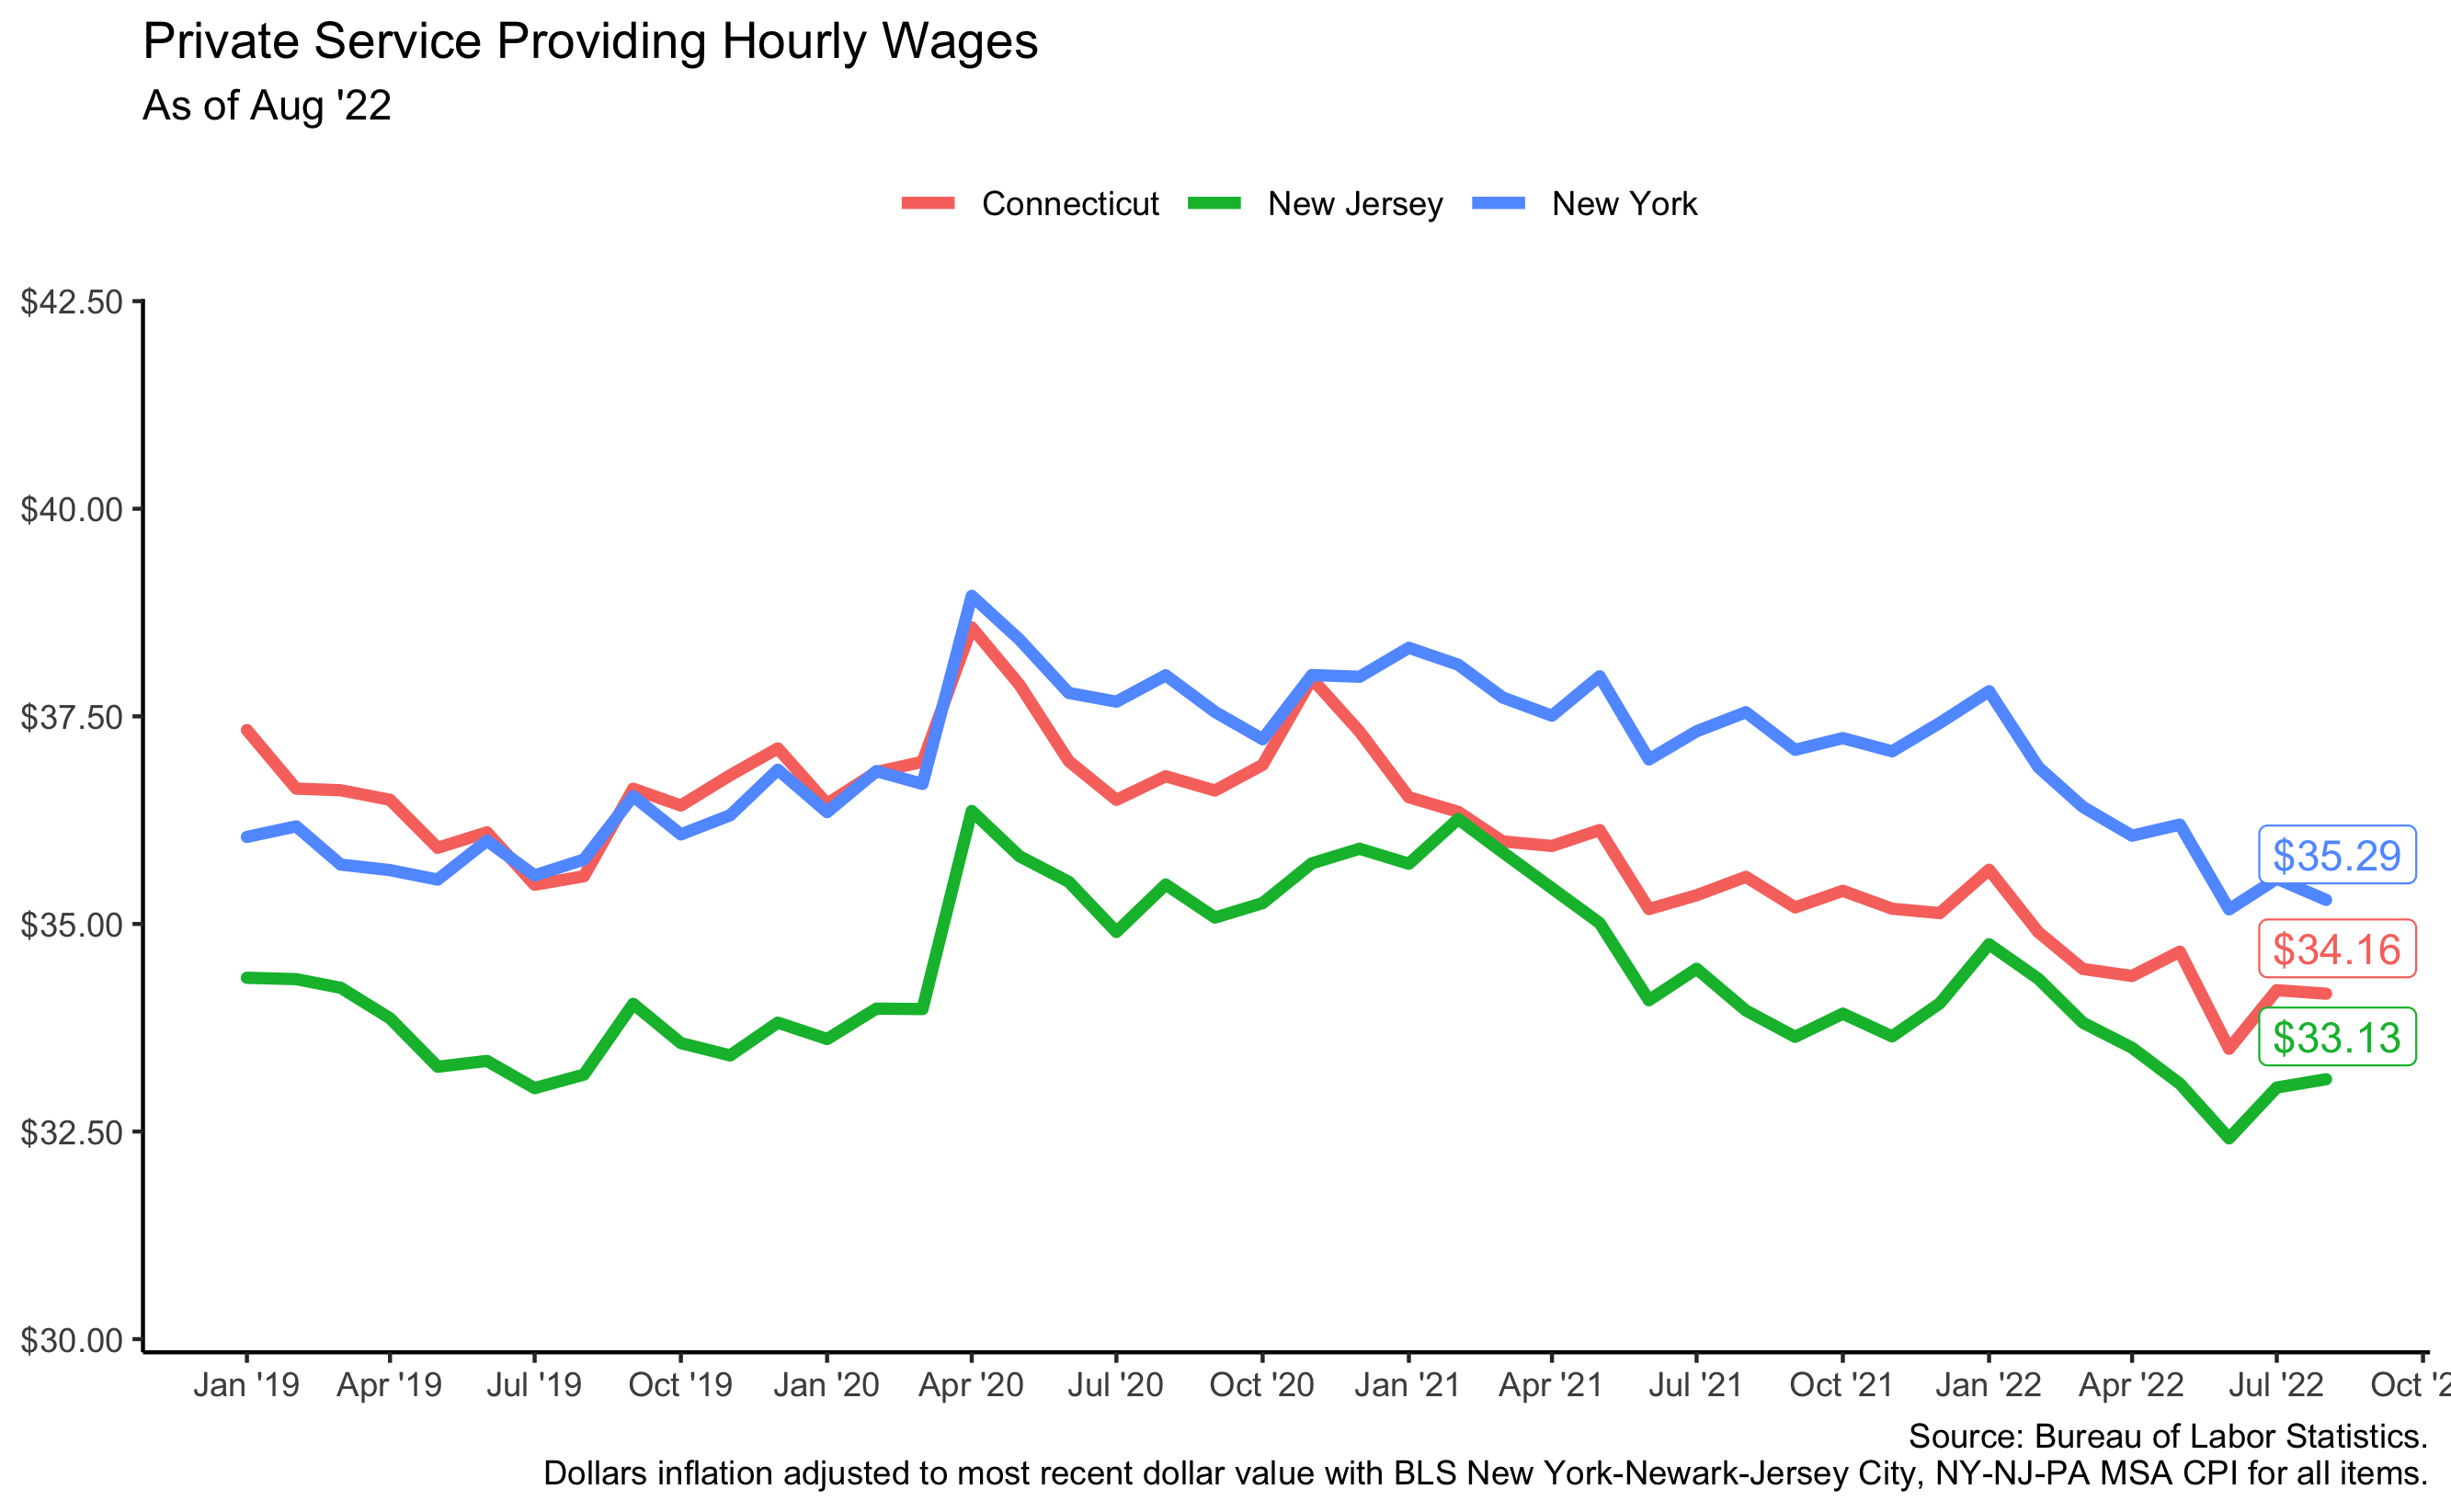 Private Service Providing Hourly Wages
As of Aug '22
Connecticut New Jersey New York
$42.50
$40.00
$37.50
$35.00
$32.50
$30.00
$35.29
$34.16
$33.13
Jan '19 Apr '19 Jul '19 Oct '19 Jan '20 Apr '20 Jul '20 Oct '20 Jan '21 Apr '21 Jul '21 Oct '21 Jan '22 Apr '22 Jul '22 Oct '2
Source: Bureau of Labor Statistics.
Dollars inflation adjusted to most recent dollar value with BLS New York-Newark-Jersey City, NY-NJ-PA MSA CPI for all items.